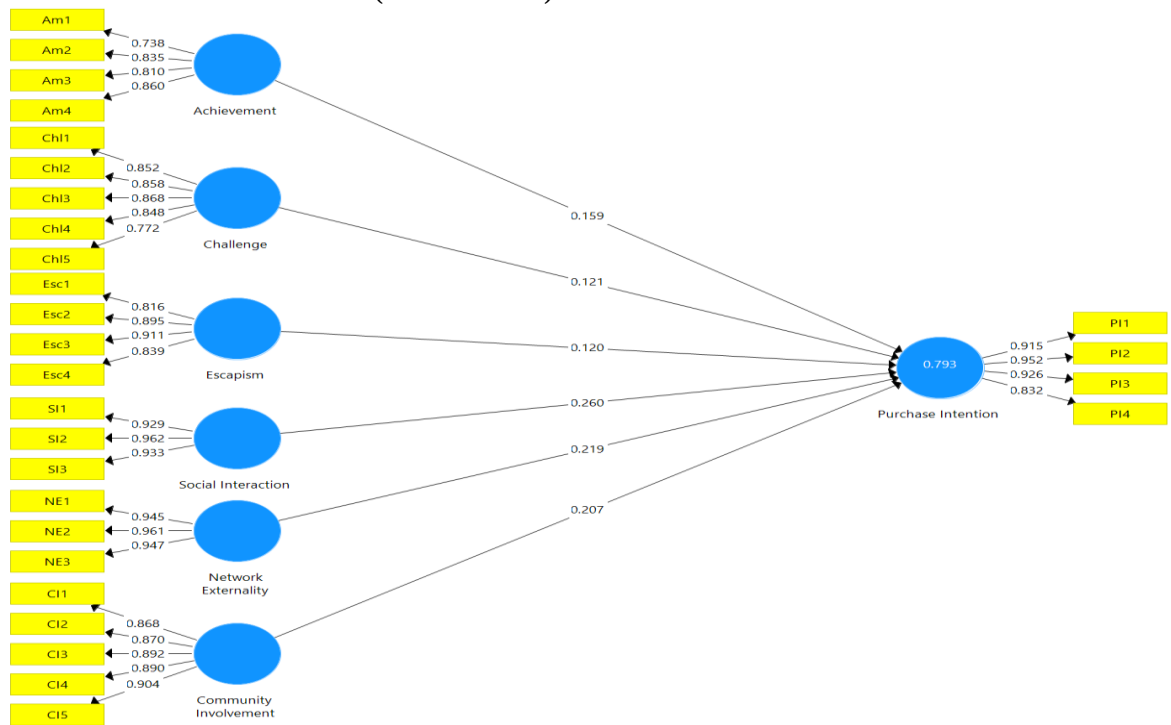 Am1
Am2
Am3
Am4
0.738
0.835
0.810
0.860
Achievement
Chl1
Chl2
Chl3
Chl4
Chl5
0.852
0.858
0.868
0.848
0.772
Challenge
Esc1
Esc2
Esc3
Esc4
0.816
0.895
0.911
0.839
Escapism
SI1
SI2
SI3
0.929
0.962
0.933
Social Interaction
NE1
NE2
NE3
0.945
0.961
0.947
Network
Externality
CI1
CI2
CI3
CI4
CI5
0.868
0.870
0.892
0.890
0.904
Community
Involvement
0.159
0.121
0.120
0.260
0.219
0.207
0.793
Purchase Intention
0.915
0.952
0.926
0.832
PI1
PI2
PI3
PI4